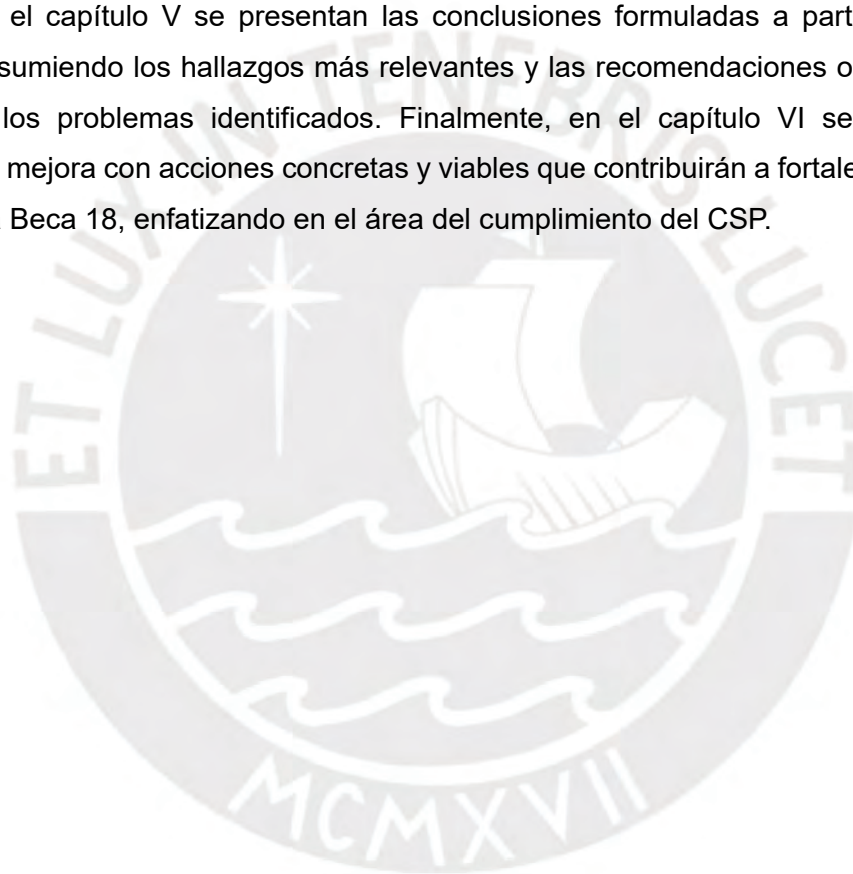 el capítulo V se presentan las conclusiones formuladas a part
sumiendo los hallazgos más relevantes y las recomendaciones o
los problemas identificados. Finalmente, en el capítulo VI se
mejora con acciones concretas y viables que contribuirán a fortale
Beca 18, enfatizando en el área del cumplimiento del CSP.
ET LUX IN TENEBRIS LUCET
MCMXVII